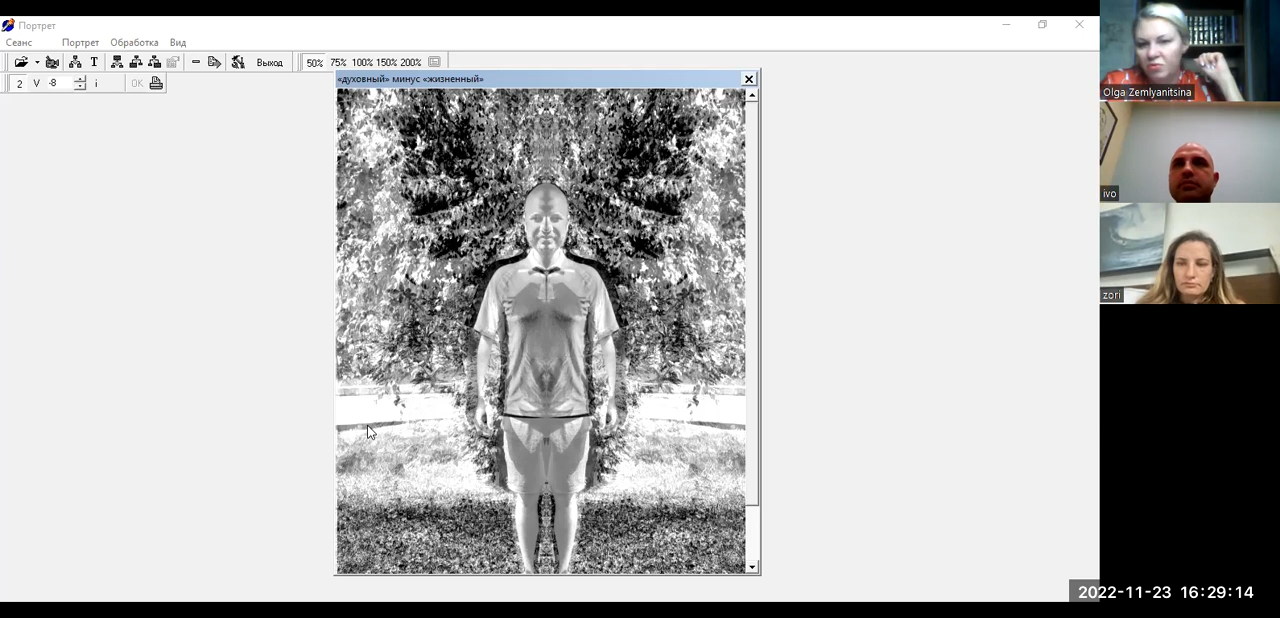 Портрет
Сеанс Портрет Обработка Вид
T Выход 50% 75% 100% 150% 200%
2 V -8 i OK
«духовный» минус «жизненный»
Olga Zemlyanitsina
ivo
zori
2022-11-23 16:29:14